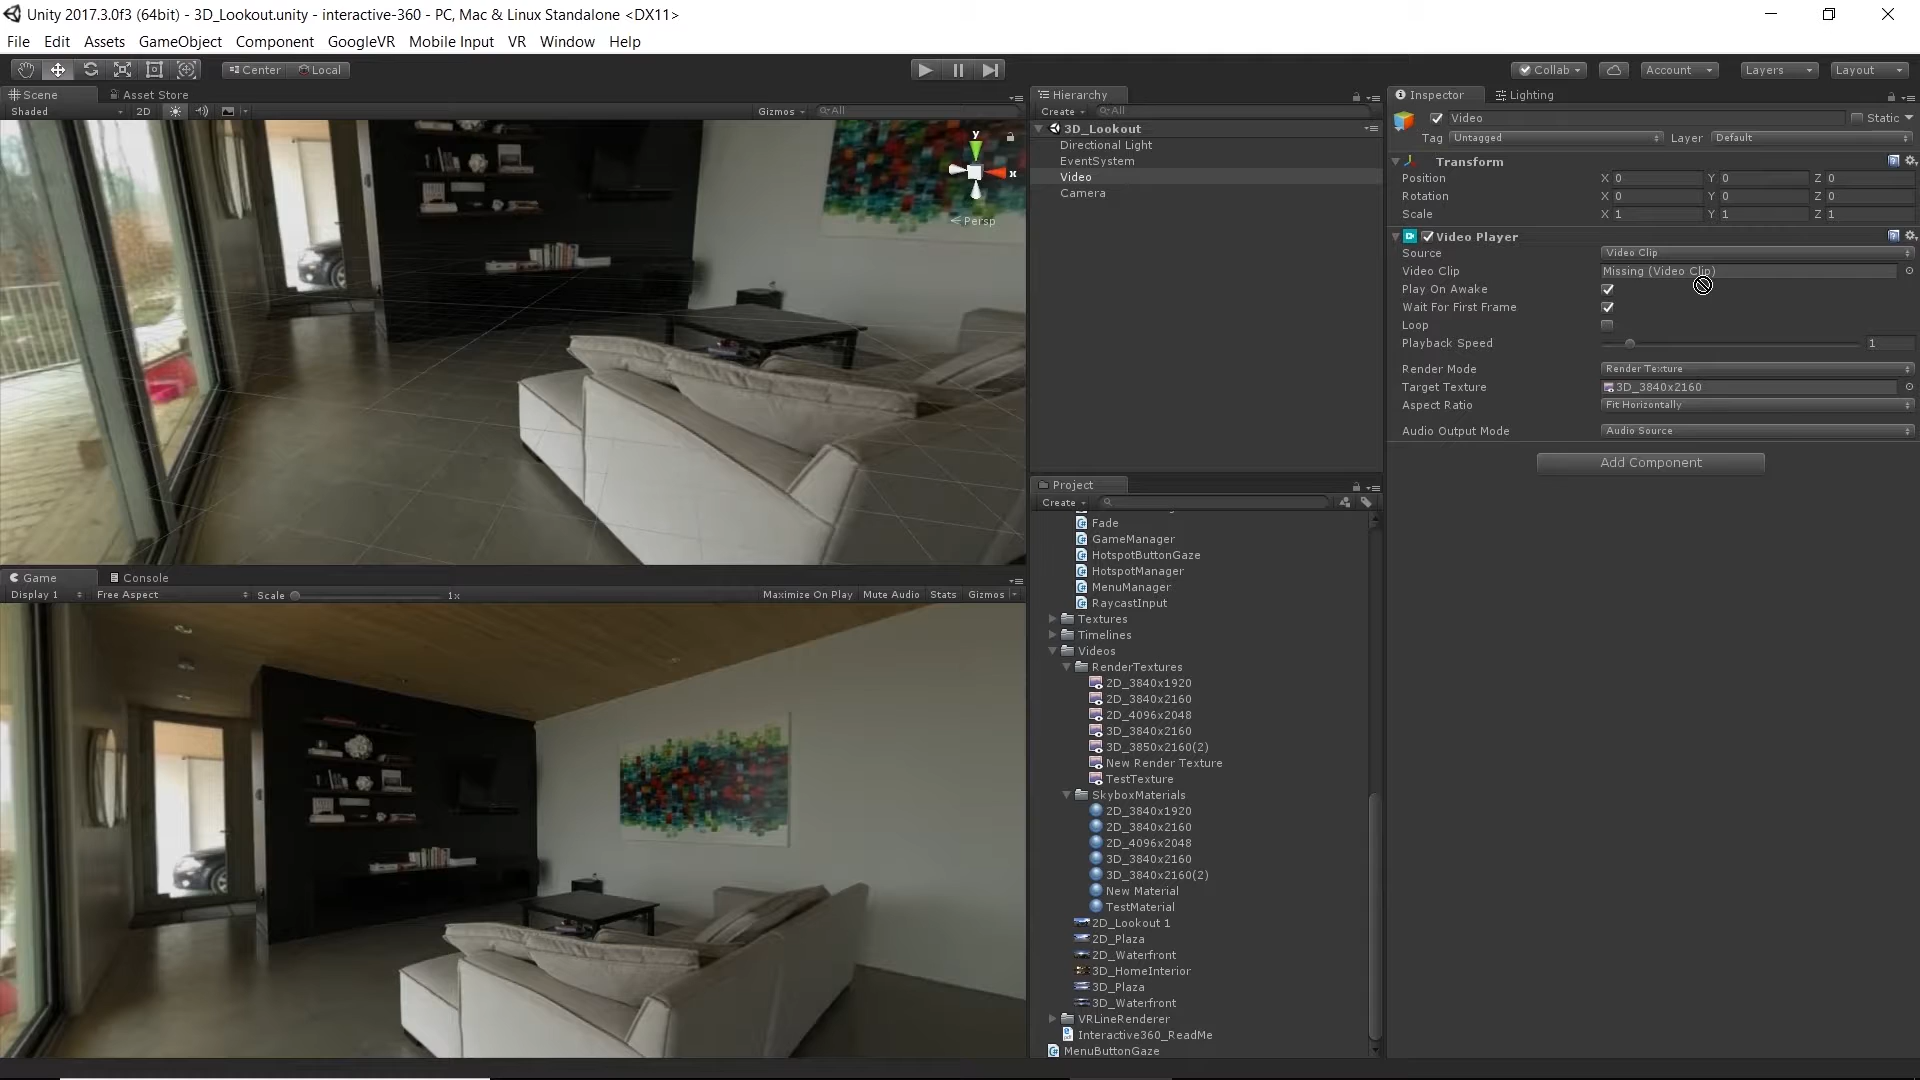 Unity 2017.3.0f3 (64bit) - 3D_Lookout.unity - interactive-360 - PC, Mac & Linux Standalone <DX11>
File Edit Assets GameObject Component GoogleVR Mobile Input VR Window Help
Center Local Collab Account Layers Layout
Scene Asset Store
Shaded 2D Gizmos All
y
x
Persp
Game Console
Display 1 Free Aspect Scale 1x Maximize On Play Mute Audio Stats Gizmos
Hierarchy
Create All
3D_Lookout
Directional Light
EventSystem
Video
Camera
Project
Create
Fade
GameManager
HotspotButtonGaze
HotspotManager
MenuManager
RaycastInput
Textures
Timelines
Videos
RenderTextures
2D_3840x1920
2D_3840x2160
2D_4096x2048
3D_3840x2160
3D_3850x2160(2)
New Render Texture
TestTexture
SkyboxMaterials
2D_3840x1920
2D_3840x2160
2D_4096x2048
3D_3840x2160
3D_3840x2160(2)
New Material
TestMaterial
2D_Lookout 1
2D_Plaza
2D_Waterfront
3D_HomeInterior
3D_Plaza
3D_Waterfront
VRLineRenderer
Interactive360_ReadMe
MenuButtonGaze
Inspector Lighting
Video Static
Tag Untagged Layer Default
Transform
Position X 0 Y 0 Z 0
Rotation X 0 Y 0 Z 0
Scale X 1 Y 1 Z 1
Video Player
Source Video Clip
Video Clip Missing (Video Clip)
Play On Awake
Wait For First Frame
Loop
Playback Speed 1
Render Mode Render Texture
Target Texture 3D_3840x2160
Aspect Ratio Fit Horizontally
Audio Output Mode Audio Source
Add Component